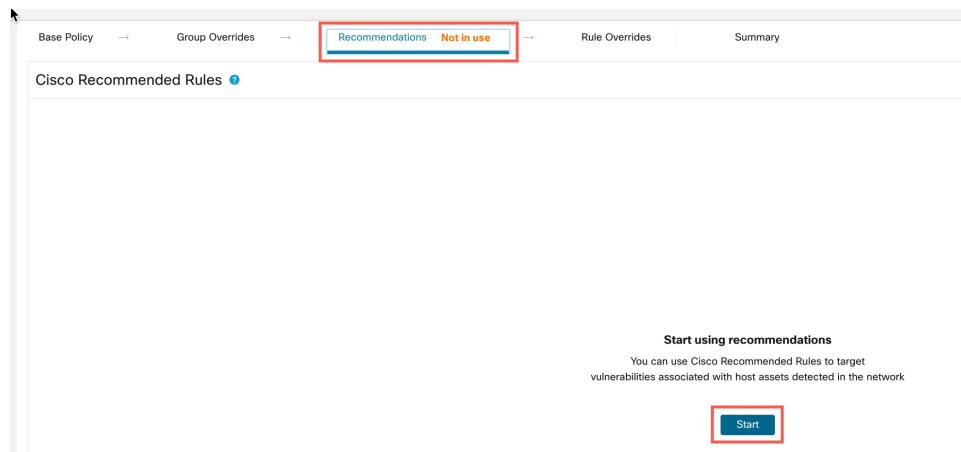 Base Policy → Group Overrides → Recommendations Not in use → Rule Overrides Summary
Cisco Recommended Rules ?
Start using recommendations
You can use Cisco Recommended Rules to target
vulnerabilities associated with host assets detected in the network
Start